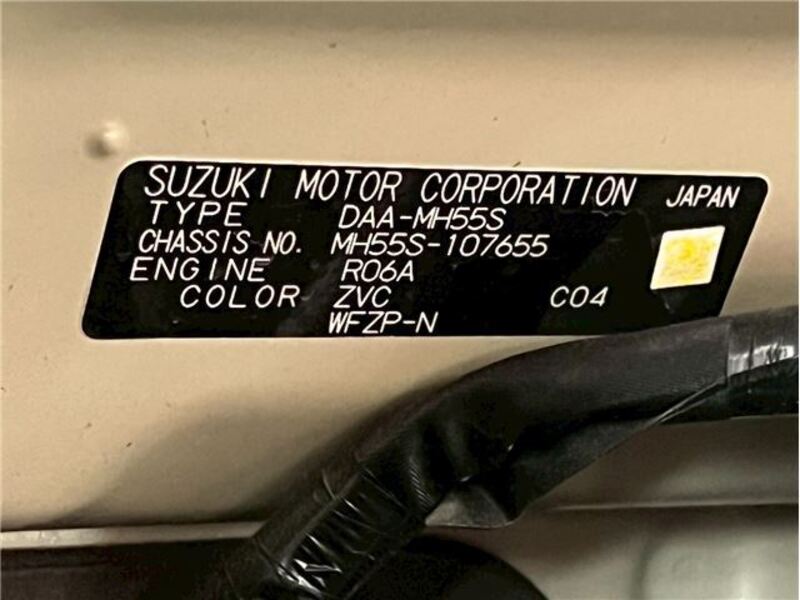 SUZUKI MOTOR CORPORATION JAPAN
TYPE DAA-MH55S
CHASSIS NO. MH55S-107655
ENGINE R06A
COLOR ZVC C04
WFZP-N